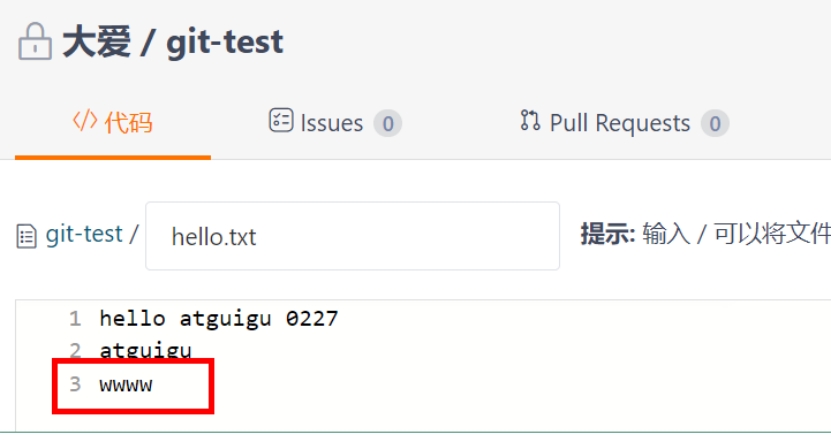 大爱 / git-test
</> 代码
Issues 0
Pull Requests 0
git-test / hello.txt 提示: 输入 / 可以将文件
1 hello atguigu 0227
2 atguigu
3 wwww